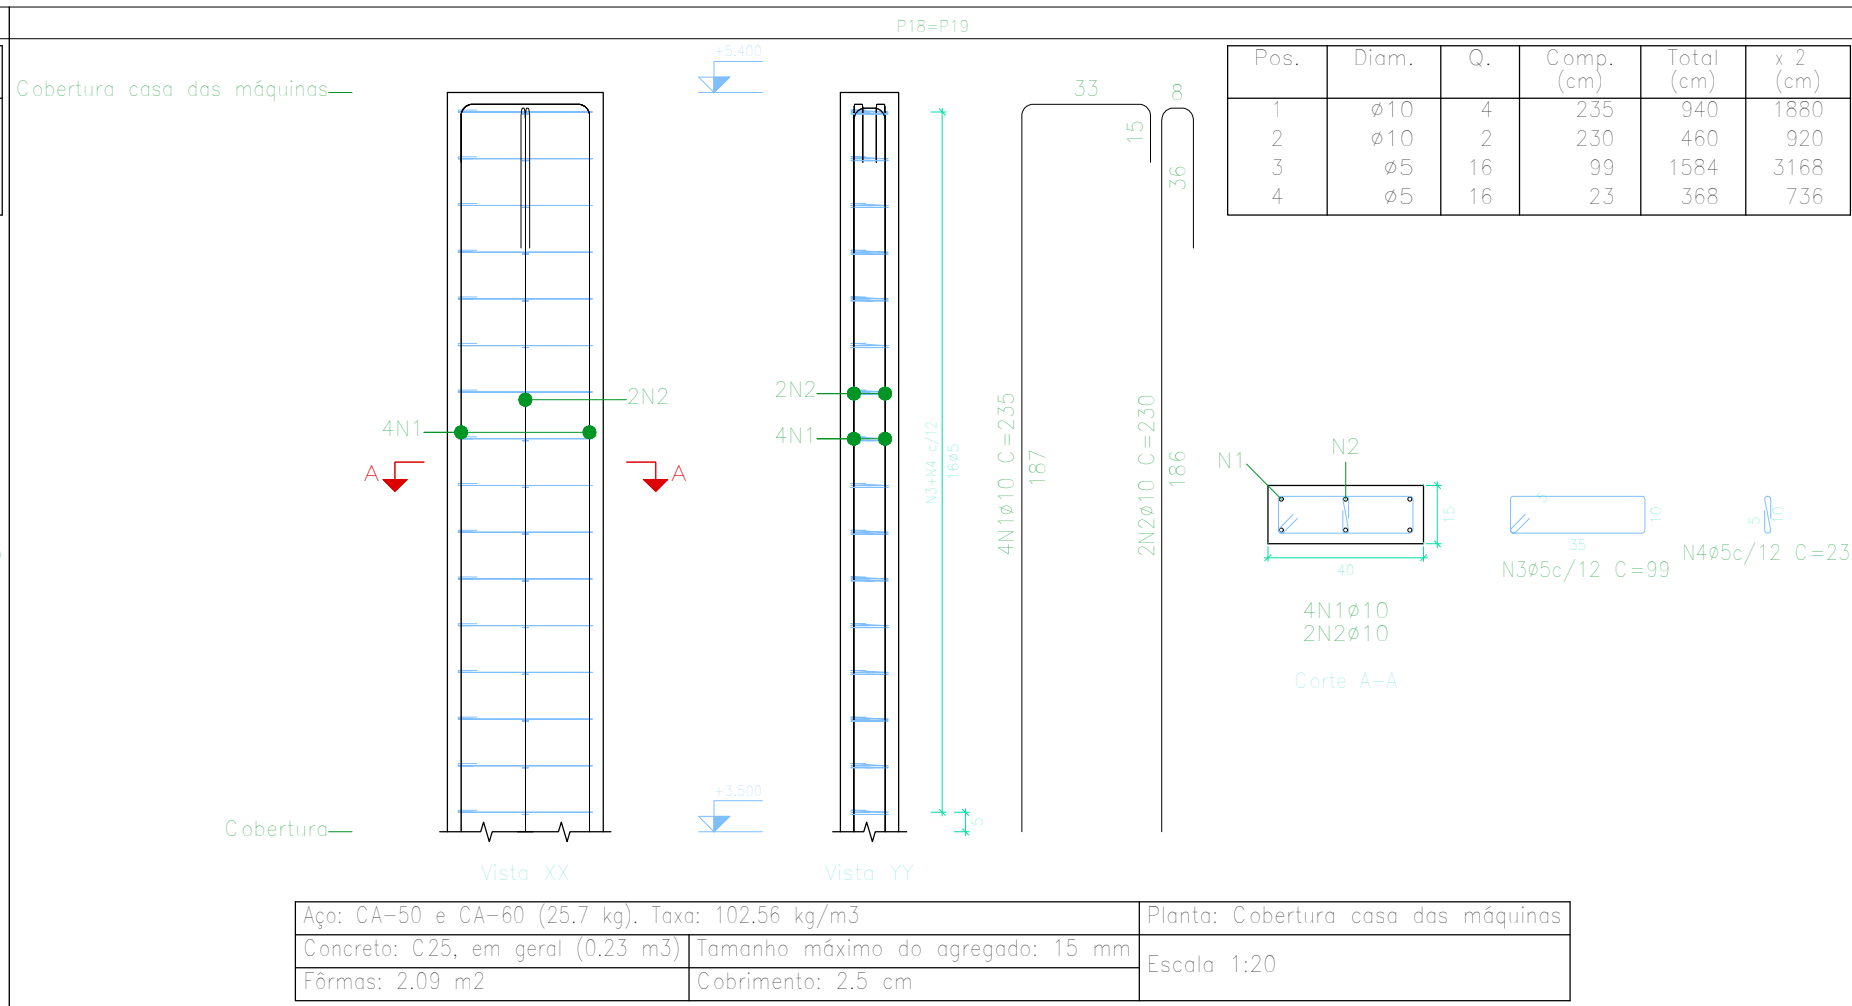 P18=P19
+5.400
Cobertura casa das máquinas
Pos. Diam. Q. Comp. (cm) Total (cm) x 2 (cm)
1 ø10 4 235 940 1880
2 ø10 2 230 460 920
3 ø5 16 99 1584 3168
4 ø5 16 23 368 736
33
8
15
36
2N2
4N1
2N2
4N1
A
A
N3+N4 c/12
16ø5
4N1ø10 C=235
187
2N2ø10 C=230
186
N1
N2
15
40
4N1ø10
2N2ø10
Corte A-A
5
10
35
N3ø5c/12 C=99
5
10
N4ø5c/12 C=23
+3.500
5
Cobertura
Vista XX
Vista YY
Aço: CA-50 e CA-60 (25.7 kg). Taxa: 102.56 kg/m3
Planta: Cobertura casa das máquinas
Concreto: C25, em geral (0.23 m3)
Tamanho máximo do agregado: 15 mm
Escala 1:20
Fôrmas: 2.09 m2
Cobrimento: 2.5 cm